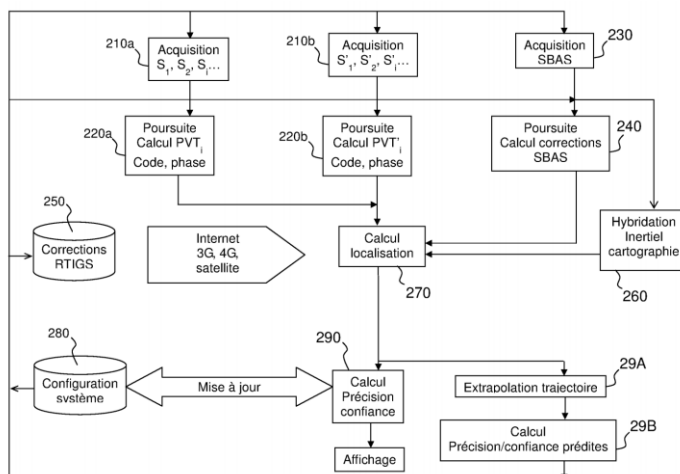 210a
Acquisition
S1, S2, Si...
210b
Acquisition
S'1, S'2, S'i...
230
Acquisition
SBAS
220a
Poursuite
Calcul PVTi
Code, phase
220b
Poursuite
Calcul PVT'i
Code, phase
240
Poursuite
Calcul corrections
SBAS
250
Corrections
RTIGS
Internet
3G, 4G,
satellite
Calcul
localisation
270
Hybridation
Inertiel
cartographie
260
280
Configuration
système
Mise à jour
290
Calcul
Précision
confiance
Affichage
29A
Extrapolation trajectoire
29B
Calcul
Précision/confiance prédites